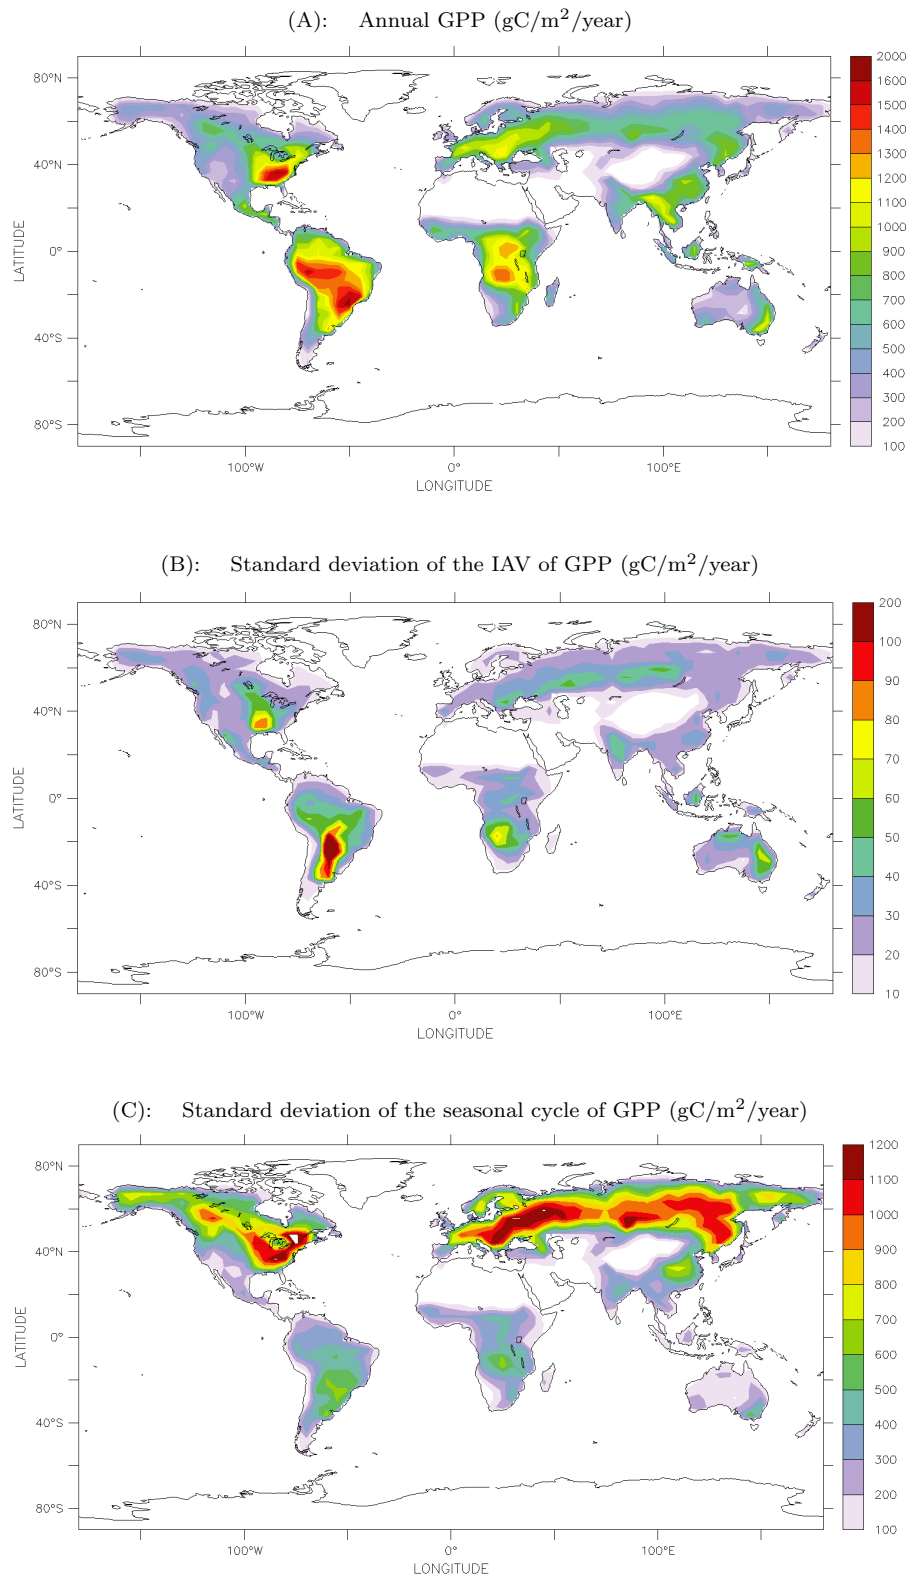 (A): Annual GPP (gC/m²/year)
80°N
40°N
0°
40°S
80°S
LATITUDE
100°W
0°
100°E
LONGITUDE
2000
1600
1500
1400
1300
1200
1100
1000
900
800
700
600
500
400
300
200
100
(B): Standard deviation of the IAV of GPP (gC/m²/year)
80°N
40°N
0°
40°S
80°S
LATITUDE
100°W
0°
100°E
LONGITUDE
200
100
90
80
70
60
50
40
30
20
10
(C): Standard deviation of the seasonal cycle of GPP (gC/m²/year)
80°N
40°N
0°
40°S
80°S
LATITUDE
100°W
0°
100°E
LONGITUDE
1200
1100
1000
900
800
700
600
500
400
300
200
100